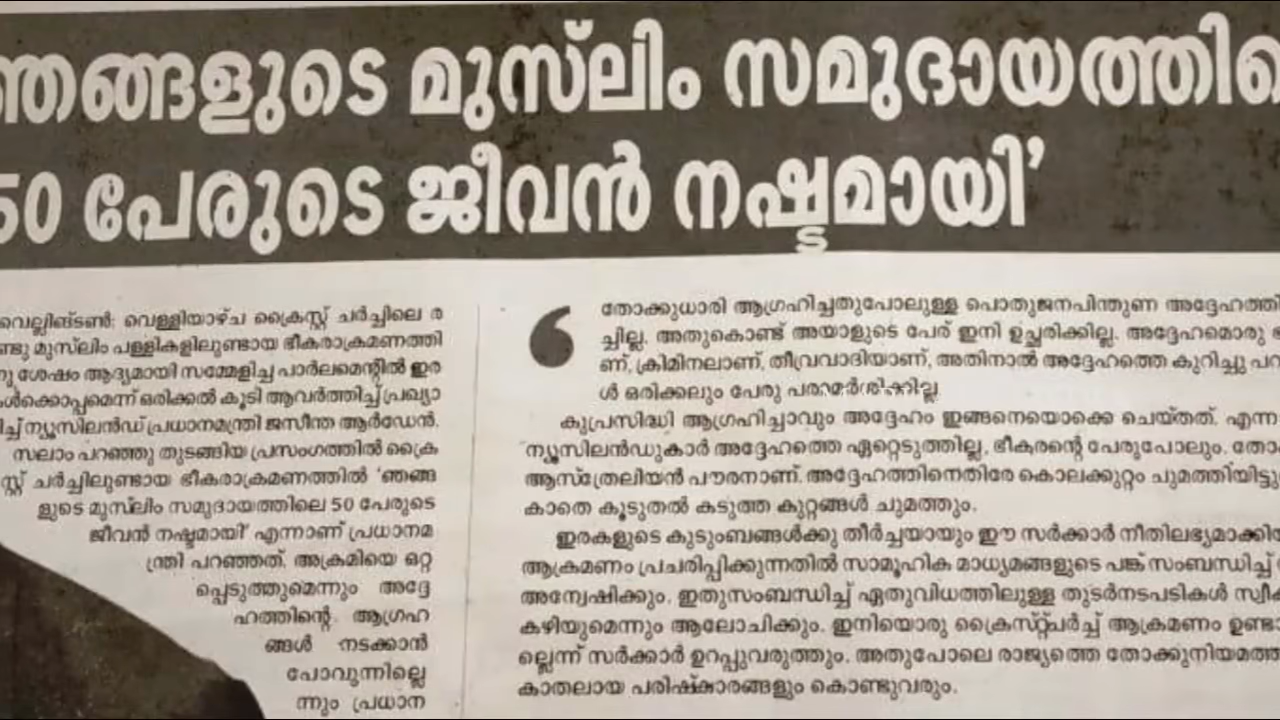 ഞങ്ങളുടെ മുസ്‌ലിം സമുദായത്തിലെ
50 പേരുടെ ജീവൻ നഷ്ടമായി’
വെല്ലിങ്ടൺ: വെള്ളിയാഴ്ച ക്രൈസ്റ്റ് ചർച്ചിലെ ര
ണ്ടു മുസ്‌ലിം പള്ളികളിലുണ്ടായ ഭീകരാക്രമണത്തി
നു ശേഷം ആദ്യമായി സമ്മേളിച്ച പാർലമെന്റിൽ ഇര
കൾക്കൊപ്പമെന്ന് ഒരിക്കൽ കൂടി ആവർത്തിച്ച് പ്രഖ്യാ
പിച്ച് ന്യൂസിലൻഡ് പ്രധാനമന്ത്രി ജസീന്ത ആർഡേൻ.
സലാം പറഞ്ഞു തുടങ്ങിയ പ്രസംഗത്തിൽ ക്രൈ
സ്റ്റ് ചർച്ചിലുണ്ടായ ഭീകരാക്രമണത്തിൽ ‘ഞങ്ങ
ളുടെ മുസ്‌ലിം സമുദായത്തിലെ 50 പേരുടെ
ജീവൻ നഷ്ടമായി’ എന്നാണ് പ്രധാനമ
ന്ത്രി പറഞ്ഞത്. അക്രമിയെ ഒറ്റ
പ്പെടുത്തുമെന്നും അദ്ദേ
ഹത്തിന്റെ ആഗ്രഹ
ങ്ങൾ നടക്കാൻ
പോവുന്നില്ലെ
ന്നും പ്രധാന
‘ തോക്കുധാരി ആഗ്രഹിച്ചതുപോലുള്ള പൊതുജനപിന്തുണ അദ്ദേഹത്തി
ച്ചില്ല. അതുകൊണ്ട് അയാളുടെ പേര് ഇനി ഉച്ചരിക്കില്ല. അദ്ദേഹമൊരു
ണ്, ക്രിമിനലാണ്, തീവ്രവാദിയാണ്, അതിനാൽ അദ്ദേഹത്തെ കുറിച്ചു പറ
ൾ ഒരിക്കലും പേരു പരാമർശിക്കില്ല
കുപ്രസിദ്ധി ആഗ്രഹിച്ചാവും അദ്ദേഹം ഇങ്ങനെയൊക്കെ ചെയ്തത്. എന്ന
ന്യൂസിലൻഡുകാർ അദ്ദേഹത്തെ ഏറ്റെടുത്തില്ല, ഭീകരന്റെ പേരുപോലും. തോ
ആസ്ത്രേലിയൻ പൗരനാണ്. അദ്ദേഹത്തിനെതിരേ കൊലക്കുറ്റം ചുമത്തിയിട്ടു
കാതെ കൂടുതൽ കടുത്ത കുറ്റങ്ങൾ ചുമത്തും.
ഇരകളുടെ കുടുംബങ്ങൾക്കു തീർച്ചയായും ഈ സർക്കാർ നീതിലഭ്യമാക്കി
ആക്രമണം പ്രചരിപ്പിക്കുന്നതിൽ സാമൂഹിക മാധ്യമങ്ങളുടെ പങ്ക് സംബന്ധിച്ച്
അന്വേഷിക്കും. ഇതുസംബന്ധിച്ച് ഏതുവിധത്തിലുള്ള തുടർനടപടികൾ സ്വീക
കഴിയുമെന്നും ആലോചിക്കും. ഇനിയൊരു ക്രൈസ്റ്റ്ചർച്ച് ആക്രമണം ഉണ്ടാ
ല്ലെന്ന് സർക്കാർ ഉറപ്പുവരുത്തും. അതുപോലെ രാജ്യത്തെ തോക്കുനിയമത്ത
കാതലായ പരിഷ്കാരങ്ങളും കൊണ്ടുവരും.